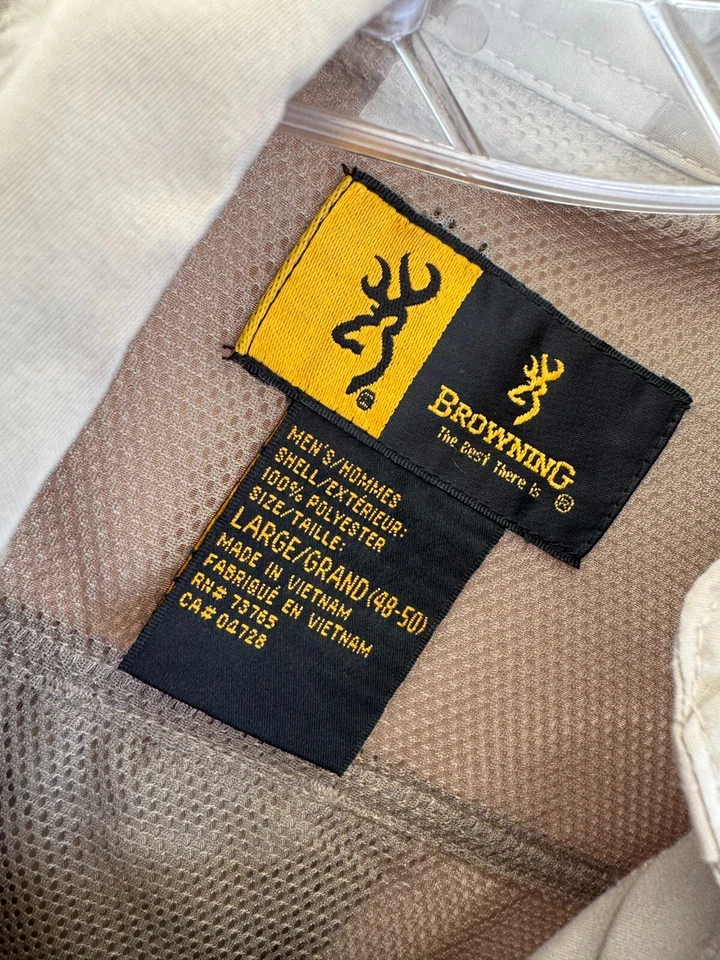 BROWNING
The Best There is ®
®
MEN'S/HOMMES
SHELL/EXTÉRIEUR:
100% POLYESTER
SIZE/TAILLE:
LARGE/GRAND(48-50)
MADE IN VIETNAM
FABRIQUÉ EN VIETNAM
RN# 73765
CA# 04728